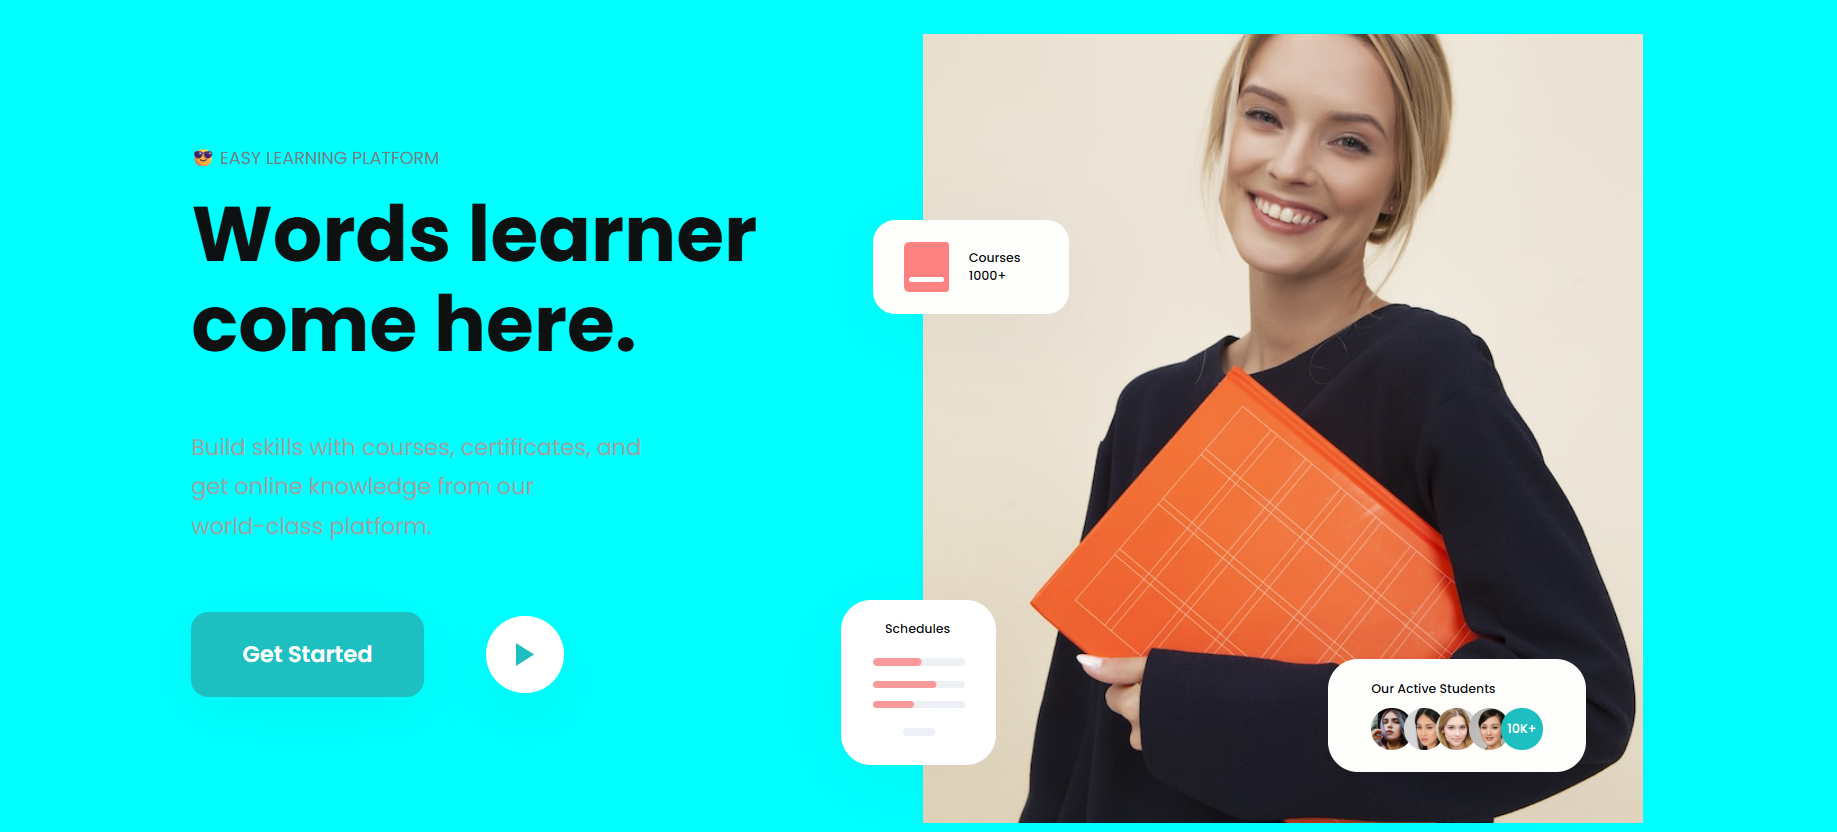 😎 EASY LEARNING PLATFORM
Words learner
come here.
Build skills with courses, certificates, and
get online knowledge from our
world-class platform.
Get Started
Courses
1000+
Schedules
Our Active Students
10K+